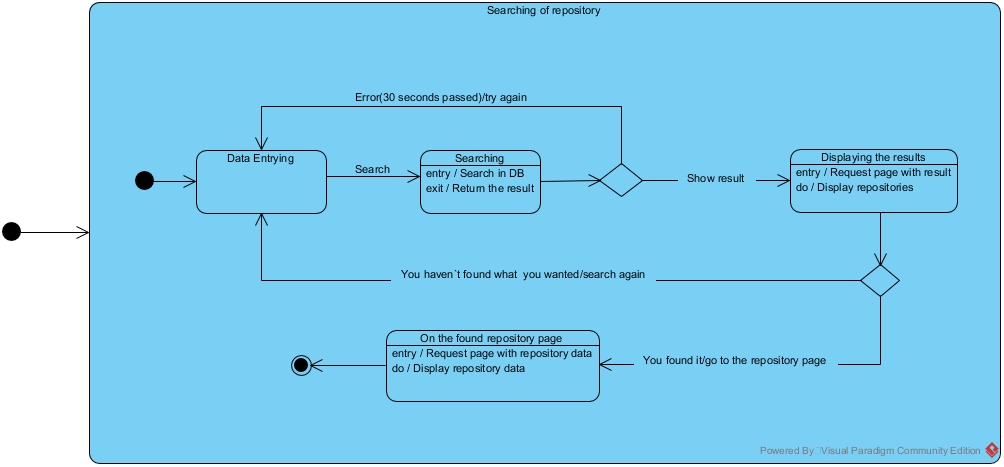 Searching of repository
Error(30 seconds passed)/try again
Data Entrying
Search
Searching
entry / Search in DB
exit / Return the result
Show result
Displaying the results
entry / Request page with result
do / Display repositories
You haven`t found what  you wanted/search again
On the found repository page
entry / Request page with repository data
do / Display repository data
You found it/go to the repository page
Powered By Visual Paradigm Community Edition